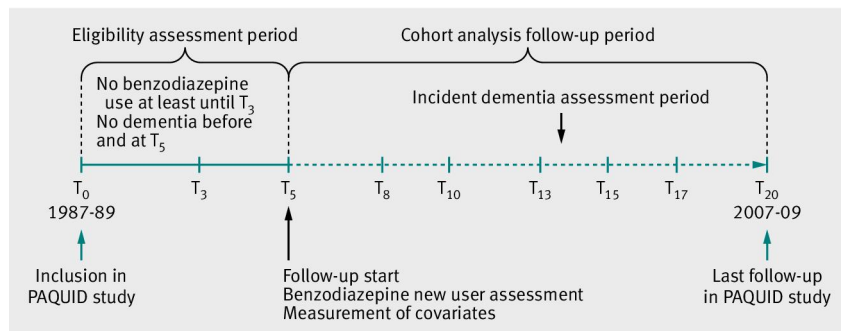 Eligibility assessment period
Cohort analysis follow-up period
No benzodiazepine
use at least until T3
No dementia before
and at T5
Incident dementia assessment period
T0 T3 T5 T8 T10 T13 T15 T17 T20
1987-89 2007-09
Inclusion in
PAQUID study
Follow-up start
Benzodiazepine new user assessment
Measurement of covariates
Last follow-up
in PAQUID study